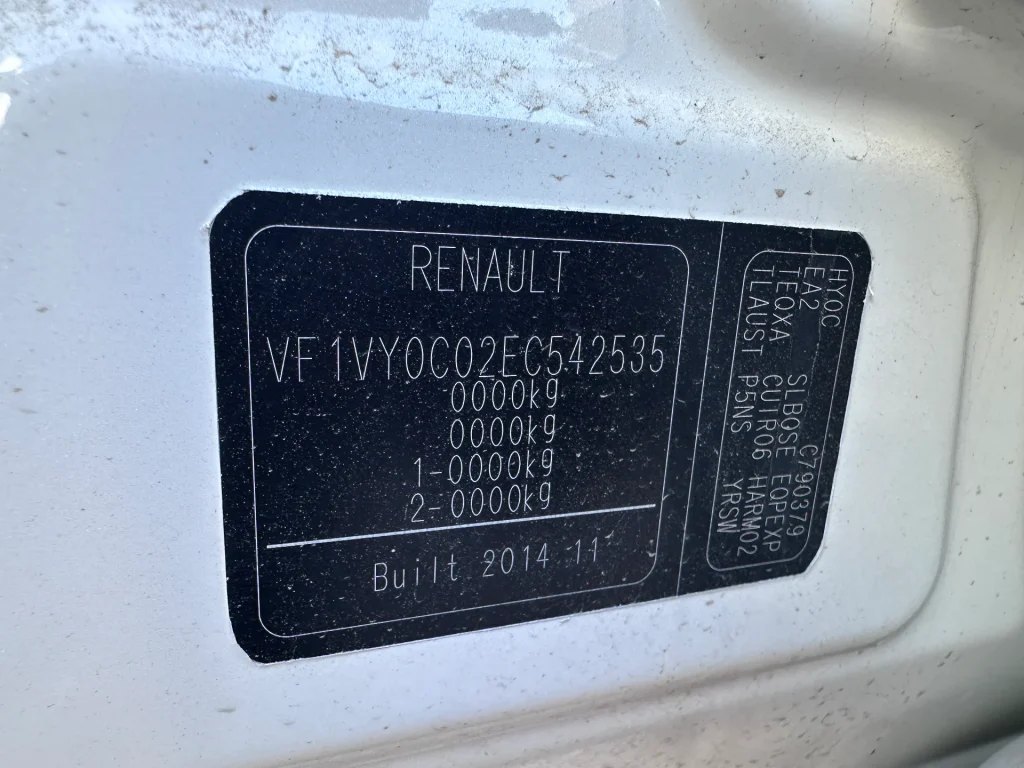 RENAULT
VF1VY0C02EC542535
0000kg
0000kg
1-0000kg
2-0000kg
Built 2014 11
HY0C C790379
EA2 SLBOSE EQPEXP
TEQXA CUIR06 HARM02
TLAUST P5NS YRSW